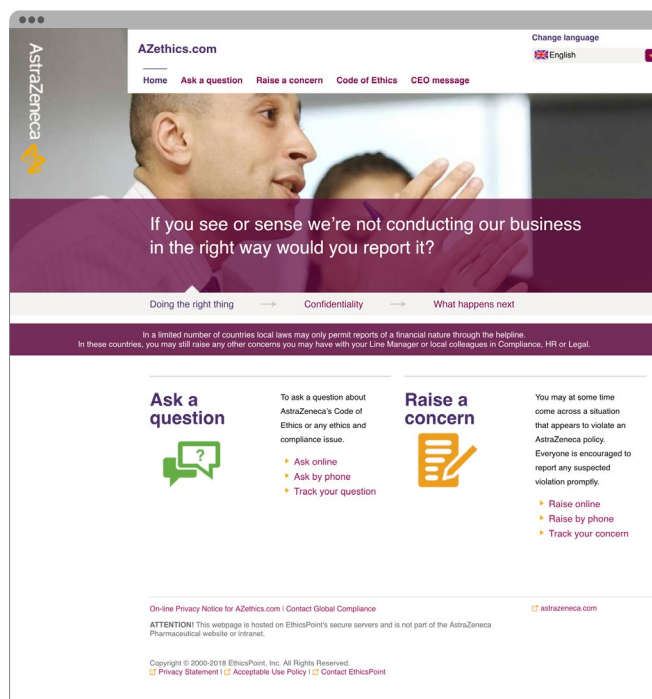 AstraZeneca
AZethics.com
Change language
English
Home Ask a question Raise a concern Code of Ethics CEO message
If you see or sense we’re not conducting our business
in the right way would you report it?
Doing the right thing → Confidentiality → What happens next
In a limited number of countries local laws may only permit reports of a financial nature through the helpline.
In these countries, you may still raise any other concerns you may have with your Line Manager or local colleagues in Compliance, HR or Legal.
Ask a
question
?
To ask a question about
AstraZeneca’s Code of
Ethics or any ethics and
compliance issue.
Ask online
Ask by phone
Track your question
Raise a
concern
You may at some time
come across a situation
that appears to violate an
AstraZeneca policy.
Everyone is encouraged to
report any suspected
violation promptly.
Raise online
Raise by phone
Track your concern
On-line Privacy Notice for AZethics.com | Contact Global Compliance
astrazeneca.com
ATTENTION! This webpage is hosted on EthicsPoint’s secure servers and is not part of the AstraZeneca
Pharmaceutical website or intranet.
Copyright © 2000-2018 EthicsPoint, Inc. All Rights Reserved.
Privacy Statement | Acceptable Use Policy | Contact EthicsPoint